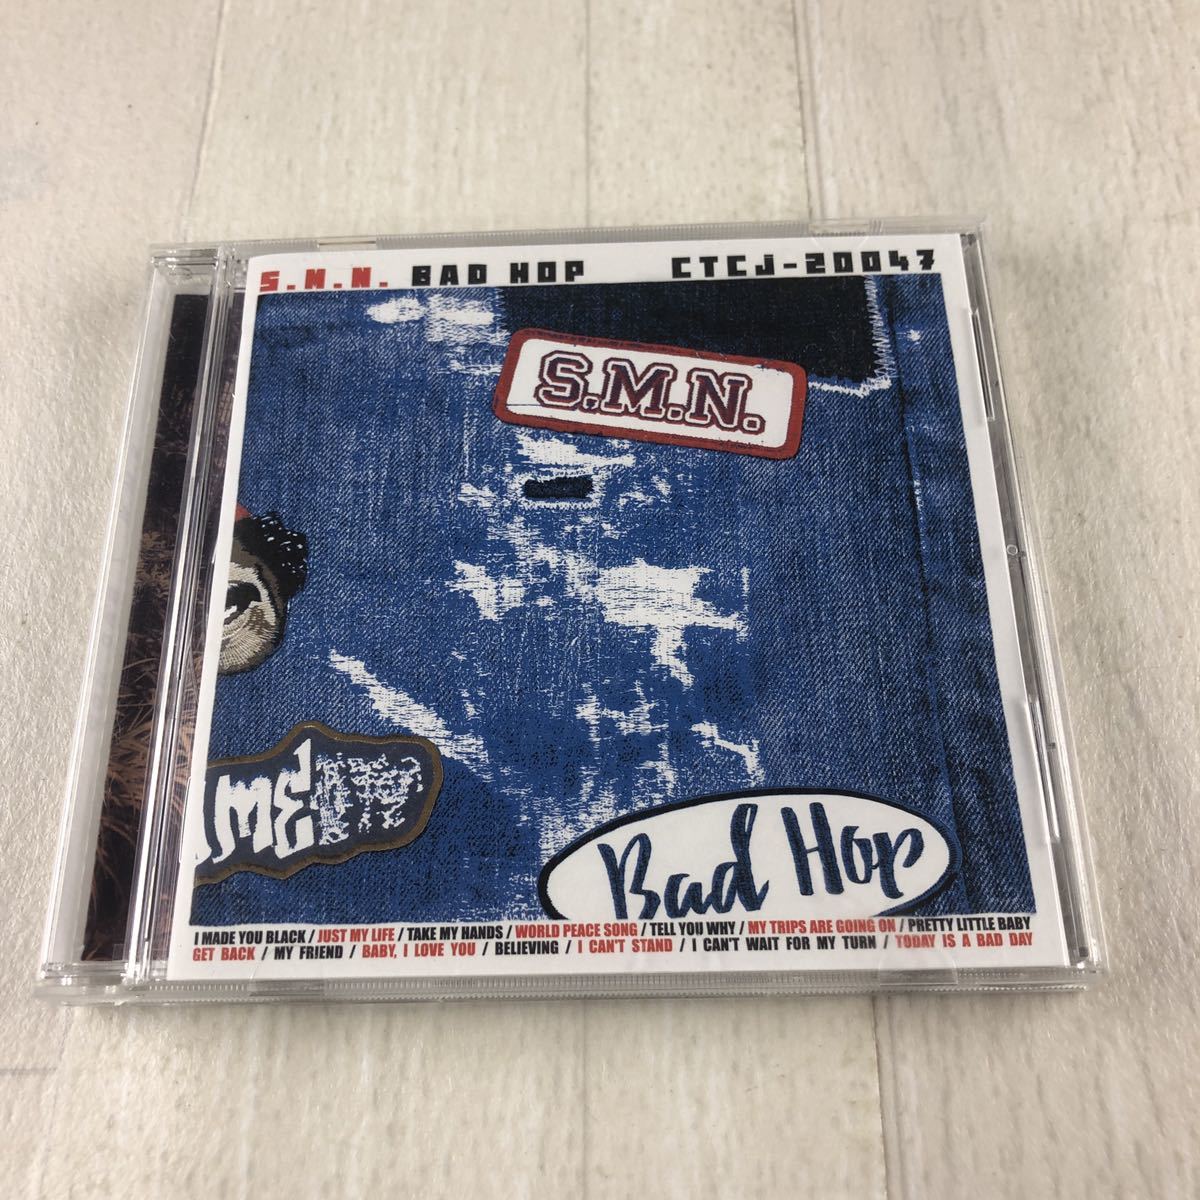 S.M.N. BAD HOP CTCJ-20047
S.M.N.
Bad Hop
I MADE YOU BLACK / JUST MY LIFE / TAKE MY HANDS / WORLD PEACE SONG / TELL YOU WHY / MY TRIPS ARE GOING ON / PRETTY LITTLE BABY
GET BACK / MY FRIEND / BABY, I LOVE YOU / BELIEVING / I CAN'T STAND / I CAN'T WAIT FOR MY TURN / TODAY IS A BAD DAY